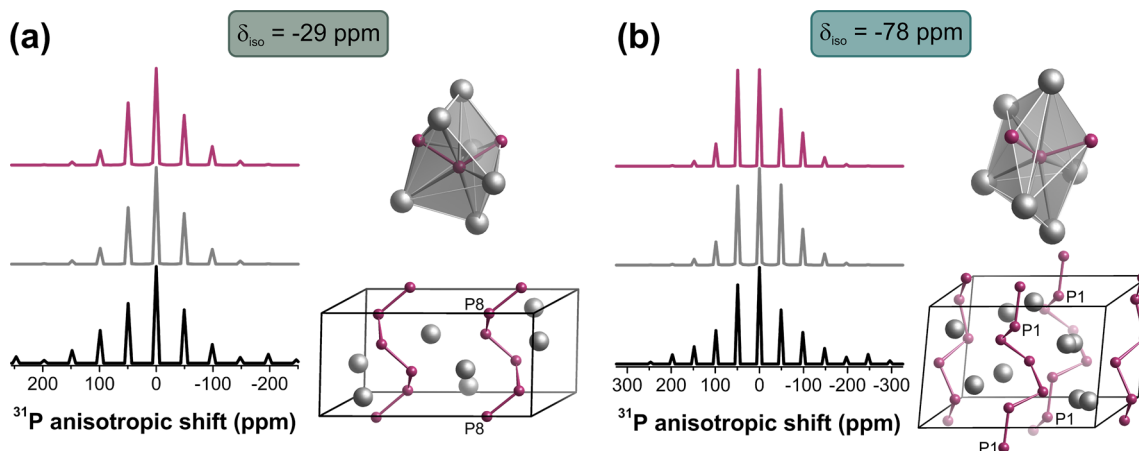 (a)
δiso = -29 ppm
P8
P8
250 200 100 0 -100 -200
³¹P anisotropic shift (ppm)
(b)
δiso = -78 ppm
P1
P1
P1
P1
300 200 100 0 -100 -200 -300
³¹P anisotropic shift (ppm)